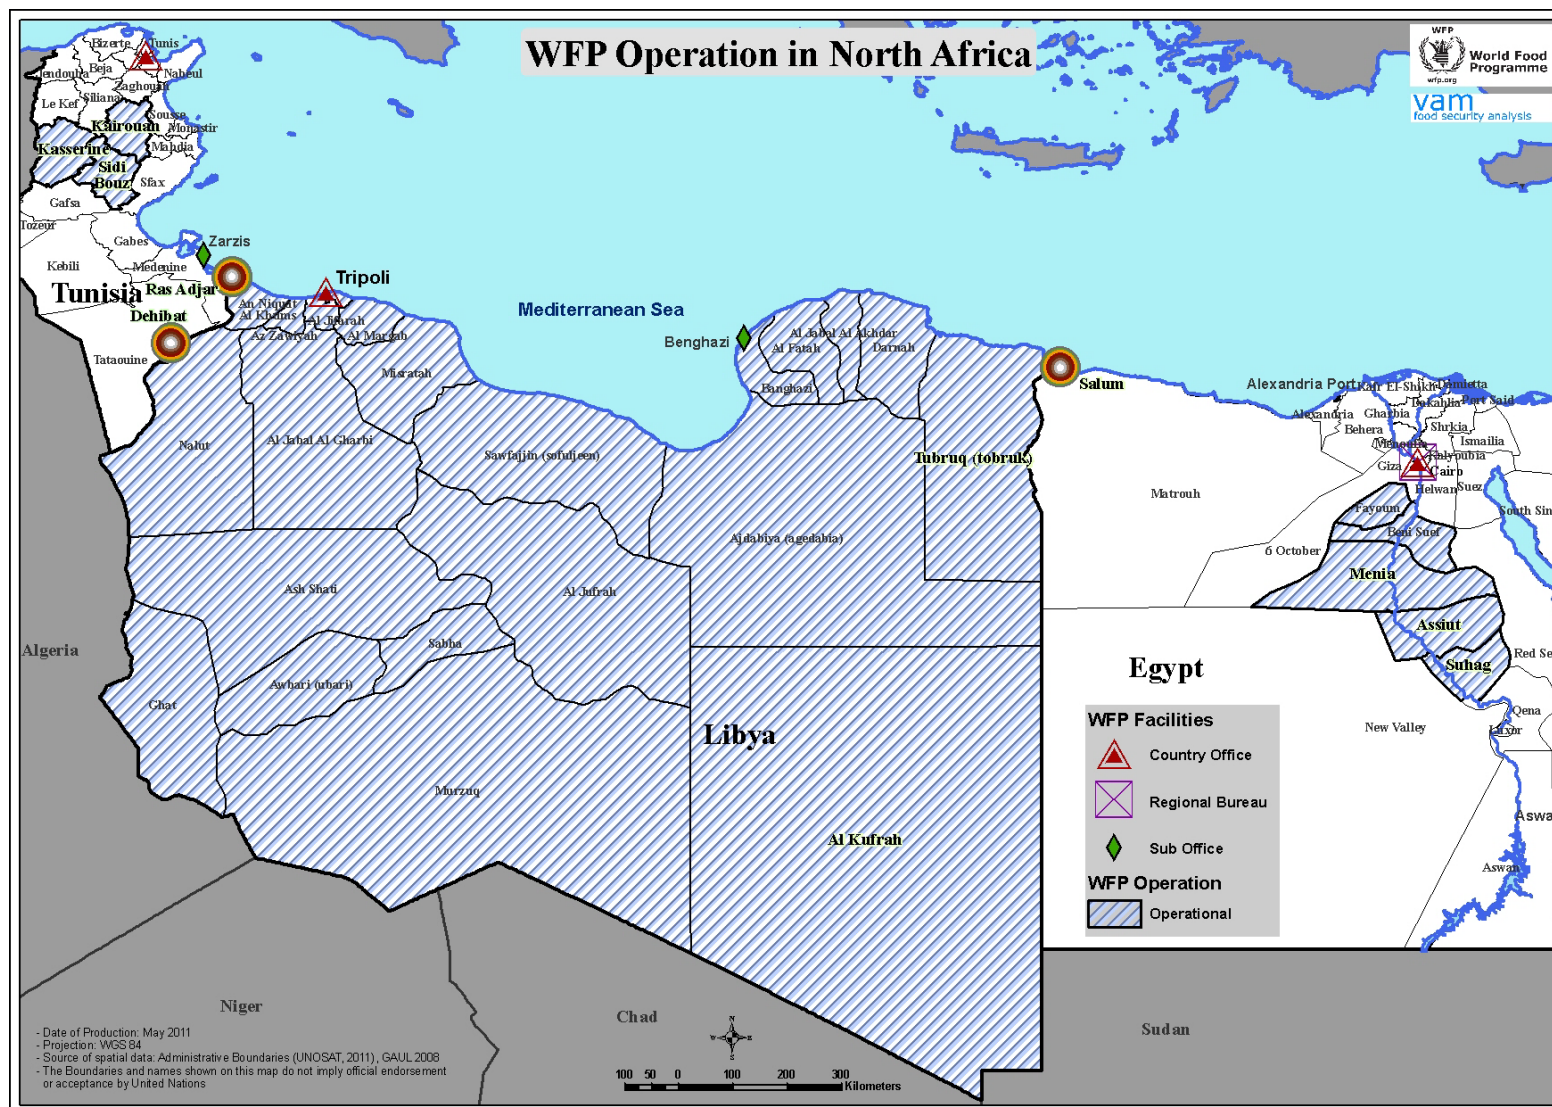 WFP Operation in North Africa
WFP
wfp.org
World Food
Programme
vam
food security analysis
Bizerte
Tunis
Jendouba
Beja
Nabeul
Zaghouan
Le Kef
Siliana
Sousse
Kairouan
Monastir
Kasserine
Mahdia
Sidi
Bouz
Sfax
Gafsa
Tozeur
Gabes
Zarzis
Kebili
Medenine
Tunisia
Ras Adjar
Dehibat
Tataouine
Tripoli
An Niquat
Al Khams
Al Jifarah
Az Zawiyah
Al Margab
Misratah
Mediterranean Sea
Benghazi
Al Jabal Al Akhdar
Al Fatah
Darnah
Banghazi
Salum
Alexandria Port
Kafr El-Shikh
Damietta
Dakahlia
Port Said
Alexandria
Gharbia
Behera
Shrkia
Ismailia
Menoufia
Kalyoubia
Giza
Cairo
Helwan
Suez
Nalut
Al Jabal Al Gharbi
Sawfajjin (sofuljeen)
Tubruq (tobruk)
Matrouh
Fayoum
South Sin
Ajdabiya (agedabia)
Beni Suef
6 October
Menia
Ash Shati
Al Jufrah
Assiut
Algeria
Sabha
Suhag
Red Se
Egypt
Awbari (ubari)
Ghat
Qena
New Valley
Luxor
Libya
WFP Facilities
Country Office
Regional Bureau
Sub Office
WFP Operation
Operational
Murzuq
Al Kufrah
Aswa
Aswan
Niger
Chad
Sudan
- Date of Production: May 2011
- Projection: WGS 84
- Source of spatial data: Administrative Boundaries (UNOSAT, 2011), GAUL 2008
- The Boundaries and names shown on this map do not imply official endorsement
or acceptance by United Nations
N
W
E
S
100 50 0 100 200 300
Kilometers